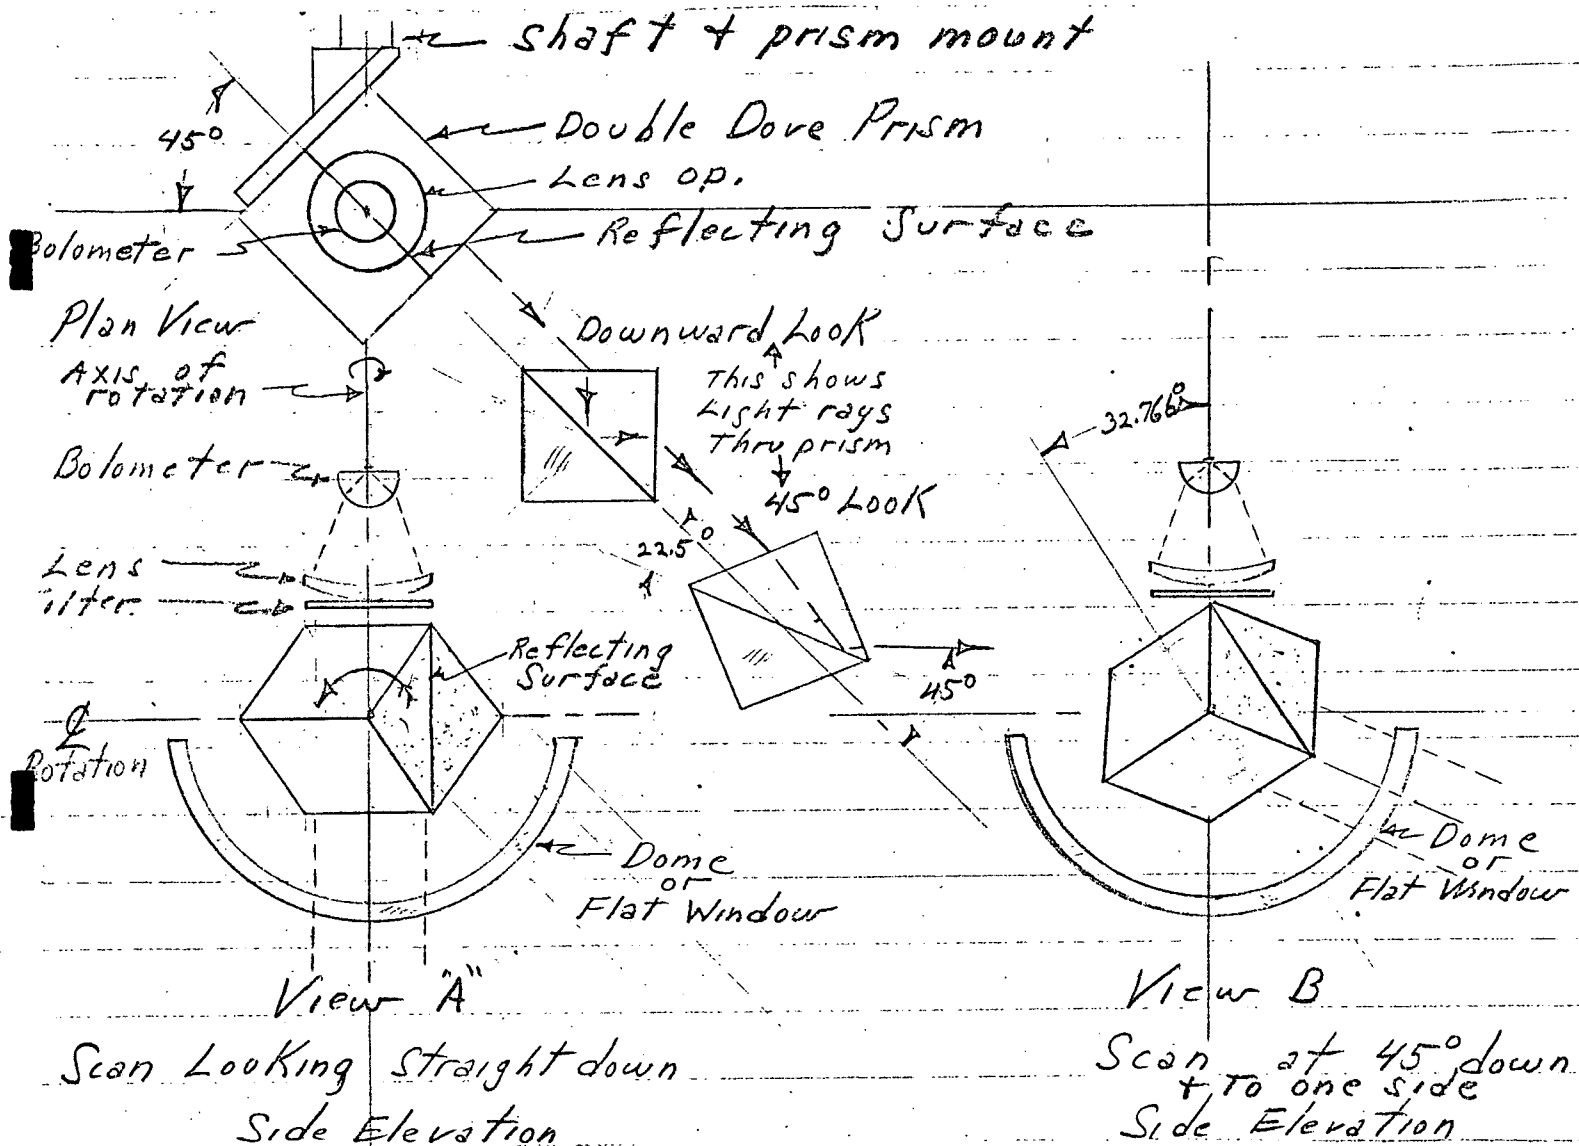 shaft + prism mount
45°
Double Dove Prism
Lens op.
Reflecting Surface
Bolometer
Plan View
Axis of
rotation
Downward Look
This shows
Light rays
Thru prism
45° Look
32.766°
Bolometer
22.5°
Lens
ilter
Reflecting
Surface
45°
℄
Rotation
Dome
or
Flat Window
Dome
or
Flat Window
View "A"
View B
Scan Looking straight down
Side Elevation
Scan at 45° down
+ To one side
Side Elevation